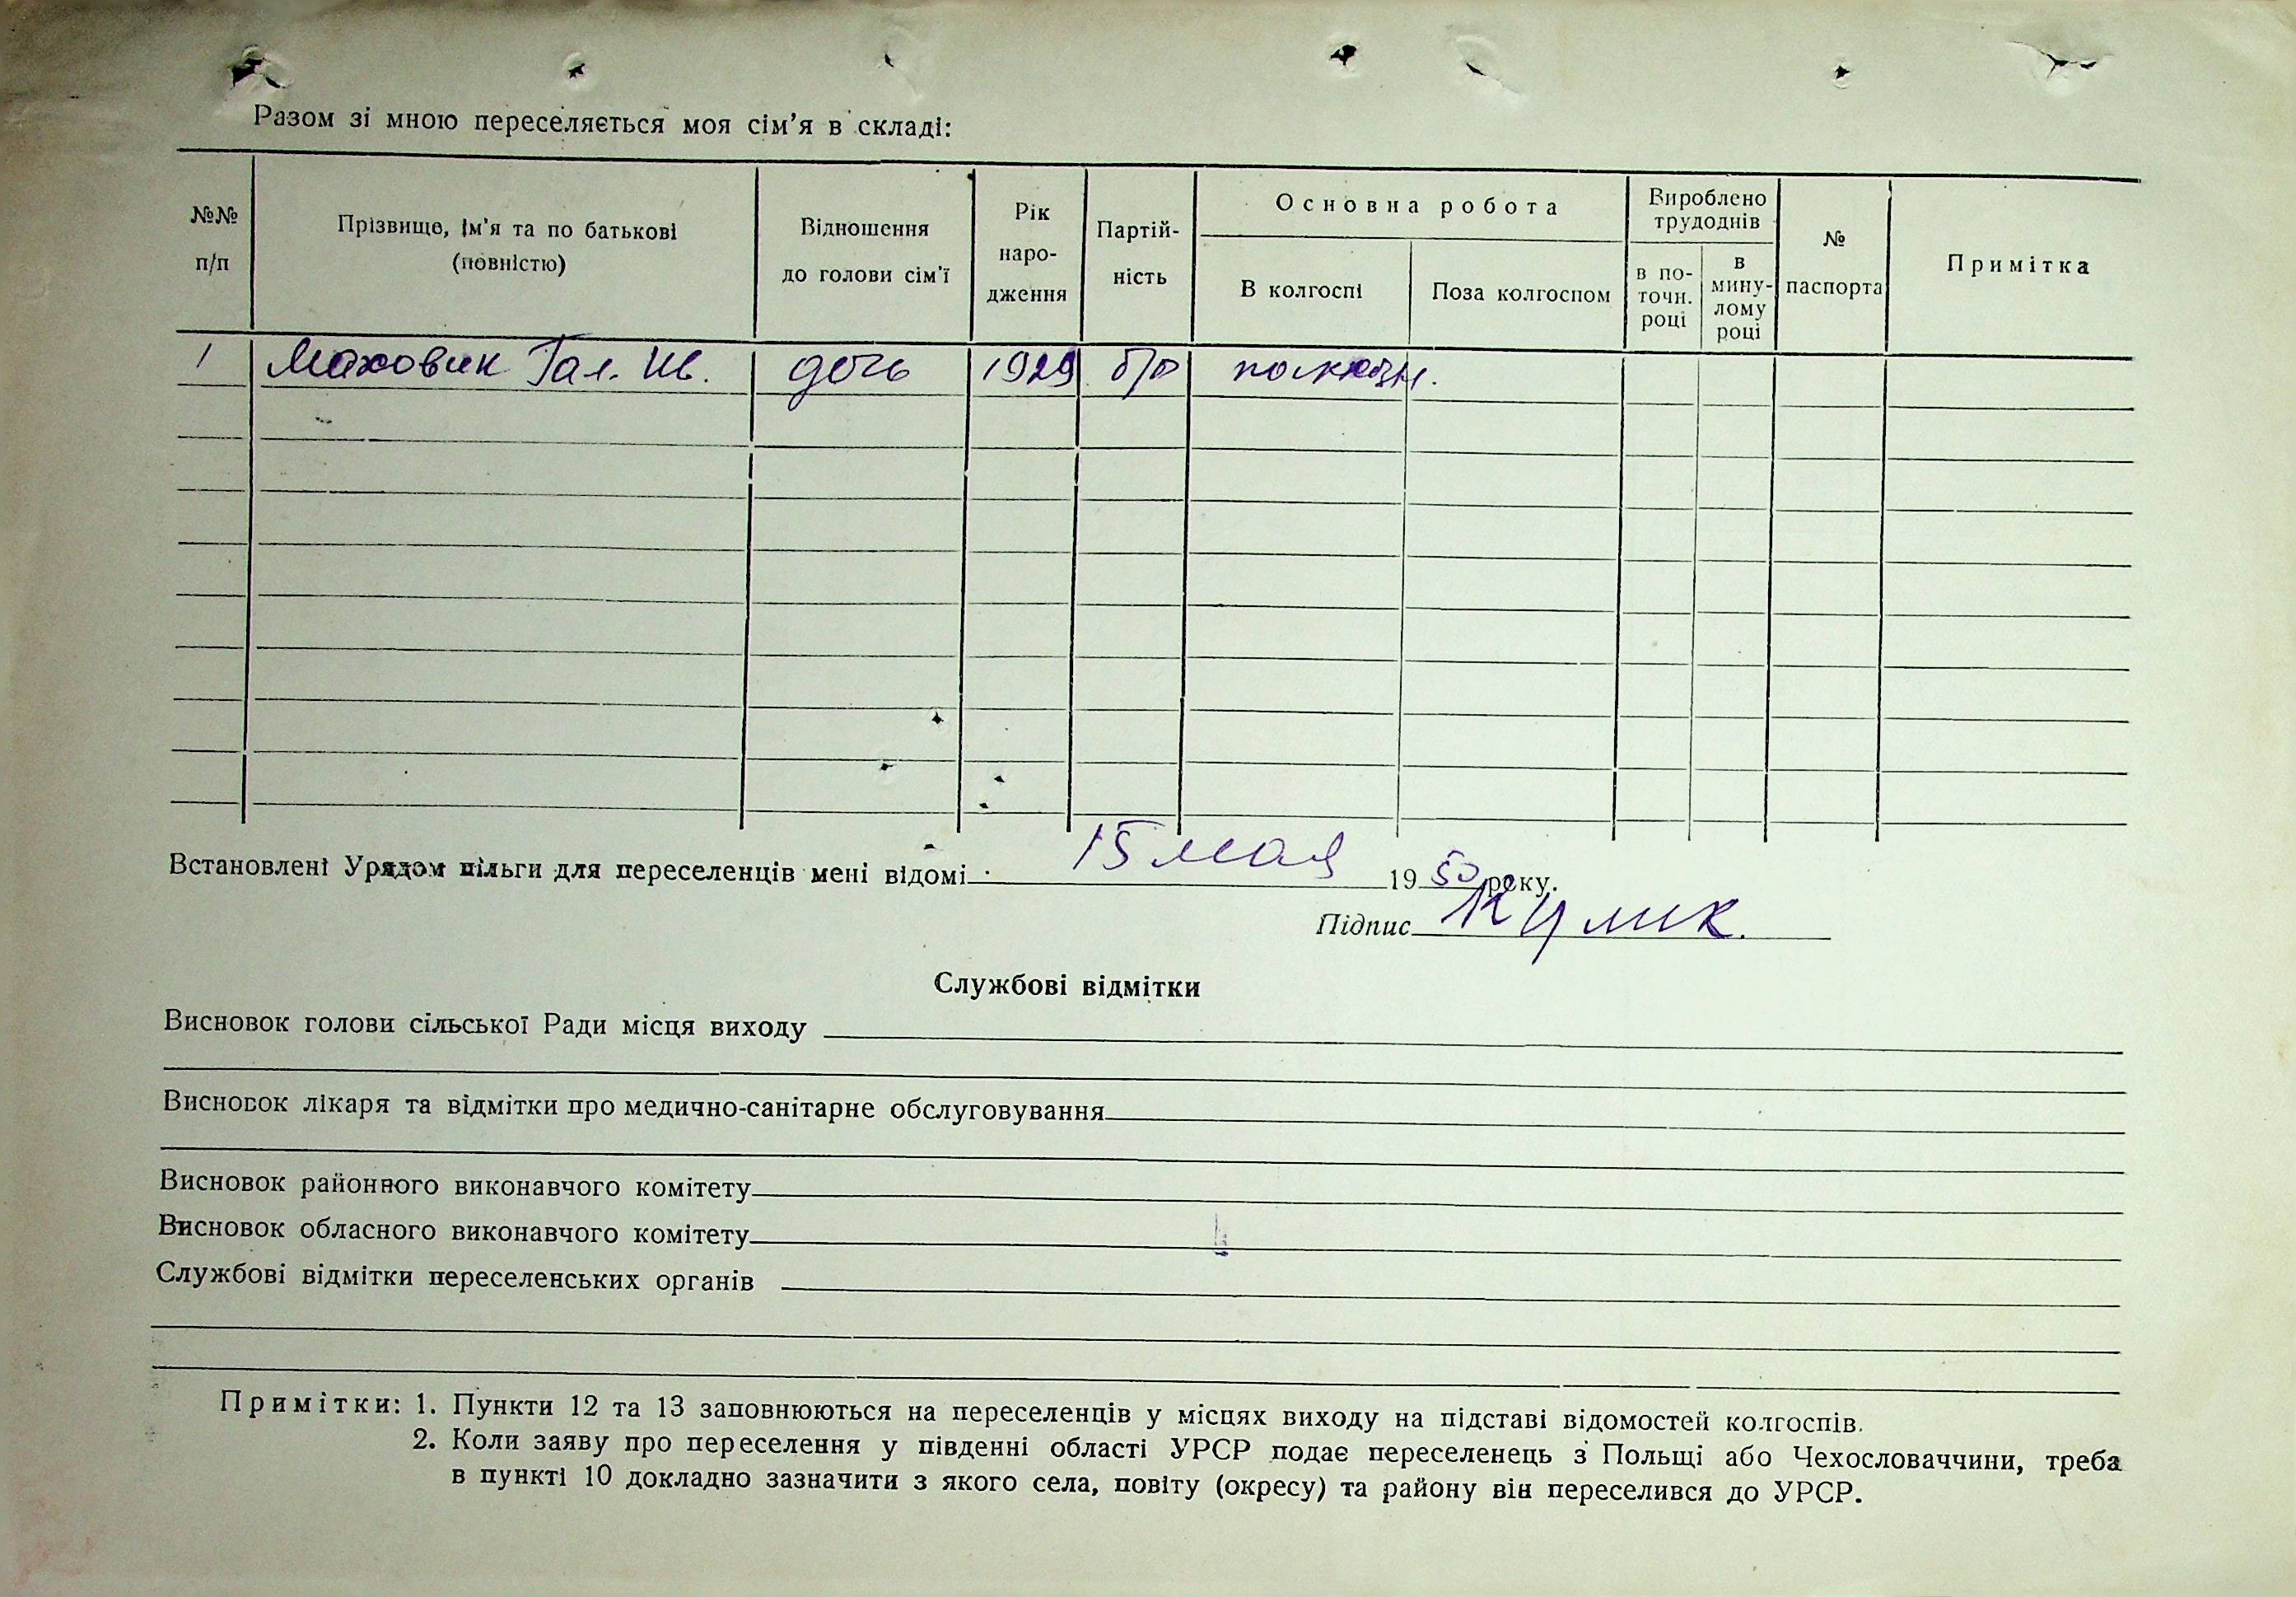 Разом зі мною переселяється моя сім'я в складі:
№№ п/п
Прізвище, ім'я та по батькові (повністю)
Відношення до голови сім'ї
Рік народження
Партійність
Основна робота
В колгоспі
Поза колгоспом
Вироблено трудоднів
в поточн. році
в минулому році
№ паспорта
Примітка
1 Маховик Гал. Ив. дочь 1929 б/п
Встановлені Урядом пільги для переселенців мені відомі 15 мая 1950 року.
Підпис
Службові відмітки
Висновок голови сільської Ради місця виходу
Висновок лікаря та відмітки про медично-санітарне обслуговування
Висновок районного виконавчого комітету
Висновок обласного виконавчого комітету
Службові відмітки переселенських органів
Примітки: 1. Пункти 12 та 13 заповнюються на переселенців у місцях виходу на підставі відомостей колгоспів.
2. Коли заяву про переселення у південні області УРСР подає переселенець з Польщі або Чехословаччини, треба
в пункті 10 докладно зазначити з якого села, повіту (окресу) та району він переселився до УРСР.